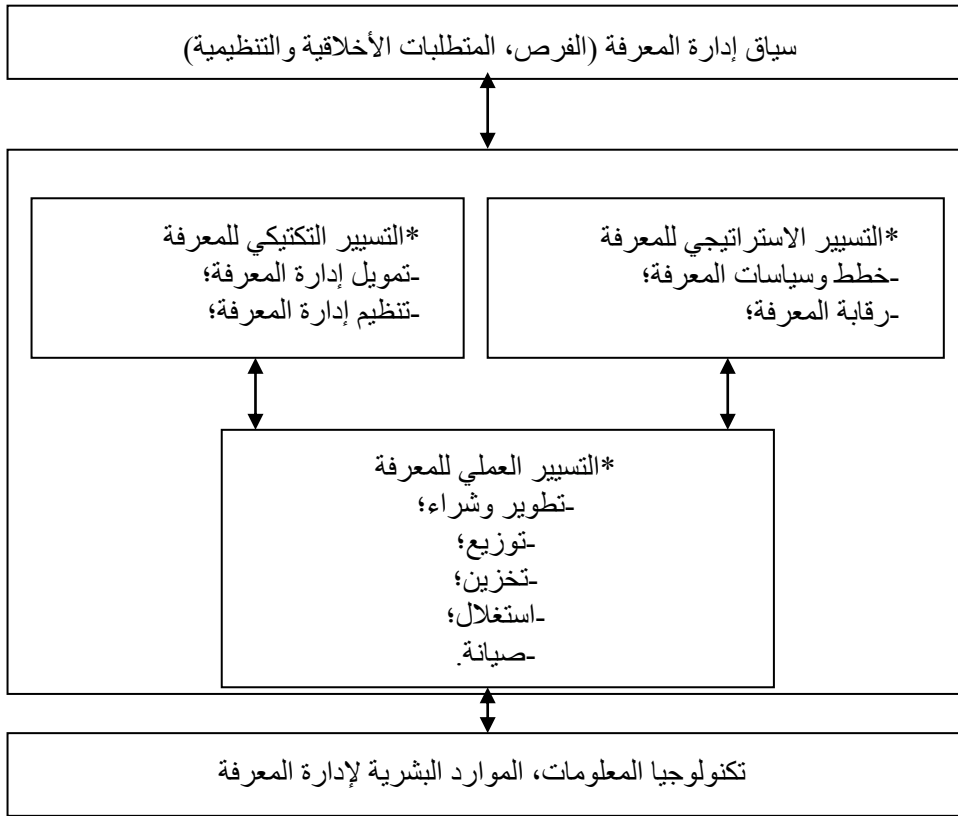 سياق إدارة المعرفة (الفرص، المتطلبات الأخلاقية والتنظيمية)
*التسيير الاستراتيجي للمعرفة
-خطط وسياسات المعرفة؛
-رقابة المعرفة؛
*التسيير التكتيكي للمعرفة
-تمويل إدارة المعرفة؛
-تنظيم إدارة المعرفة؛
*التسيير العملي للمعرفة
-تطوير وشراء؛
-توزيع؛
-تخزين؛
-استغلال؛
-صيانة.
تكنولوجيا المعلومات، الموارد البشرية لإدارة المعرفة